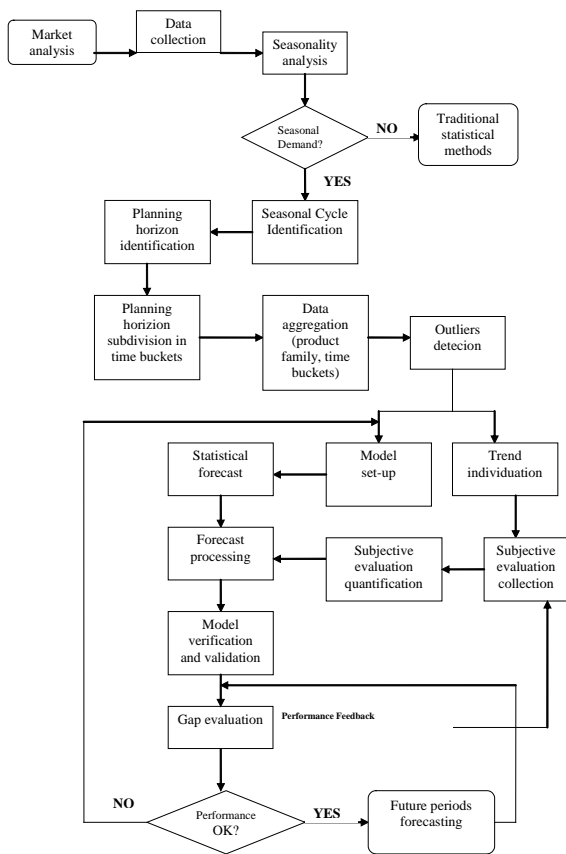 Market
analysis
Data
collection
Seasonality
analysis
Seasonal
Demand?
NO
Traditional
statistical
methods
YES
Seasonal Cycle
Identification
Planning
horizon
identification
Planning
horizon
subdivision in
time buckets
Data
aggregation
(product
family, time
buckets)
Outliers
detecion
Statistical
forecast
Model
set-up
Trend
individuation
Forecast
processing
Subjective
evaluation
quantification
Subjective
evaluation
collection
Model
verification
and validation
Gap evaluation
Performance Feedback
NO
Performance
OK?
YES
Future periods
forecasting